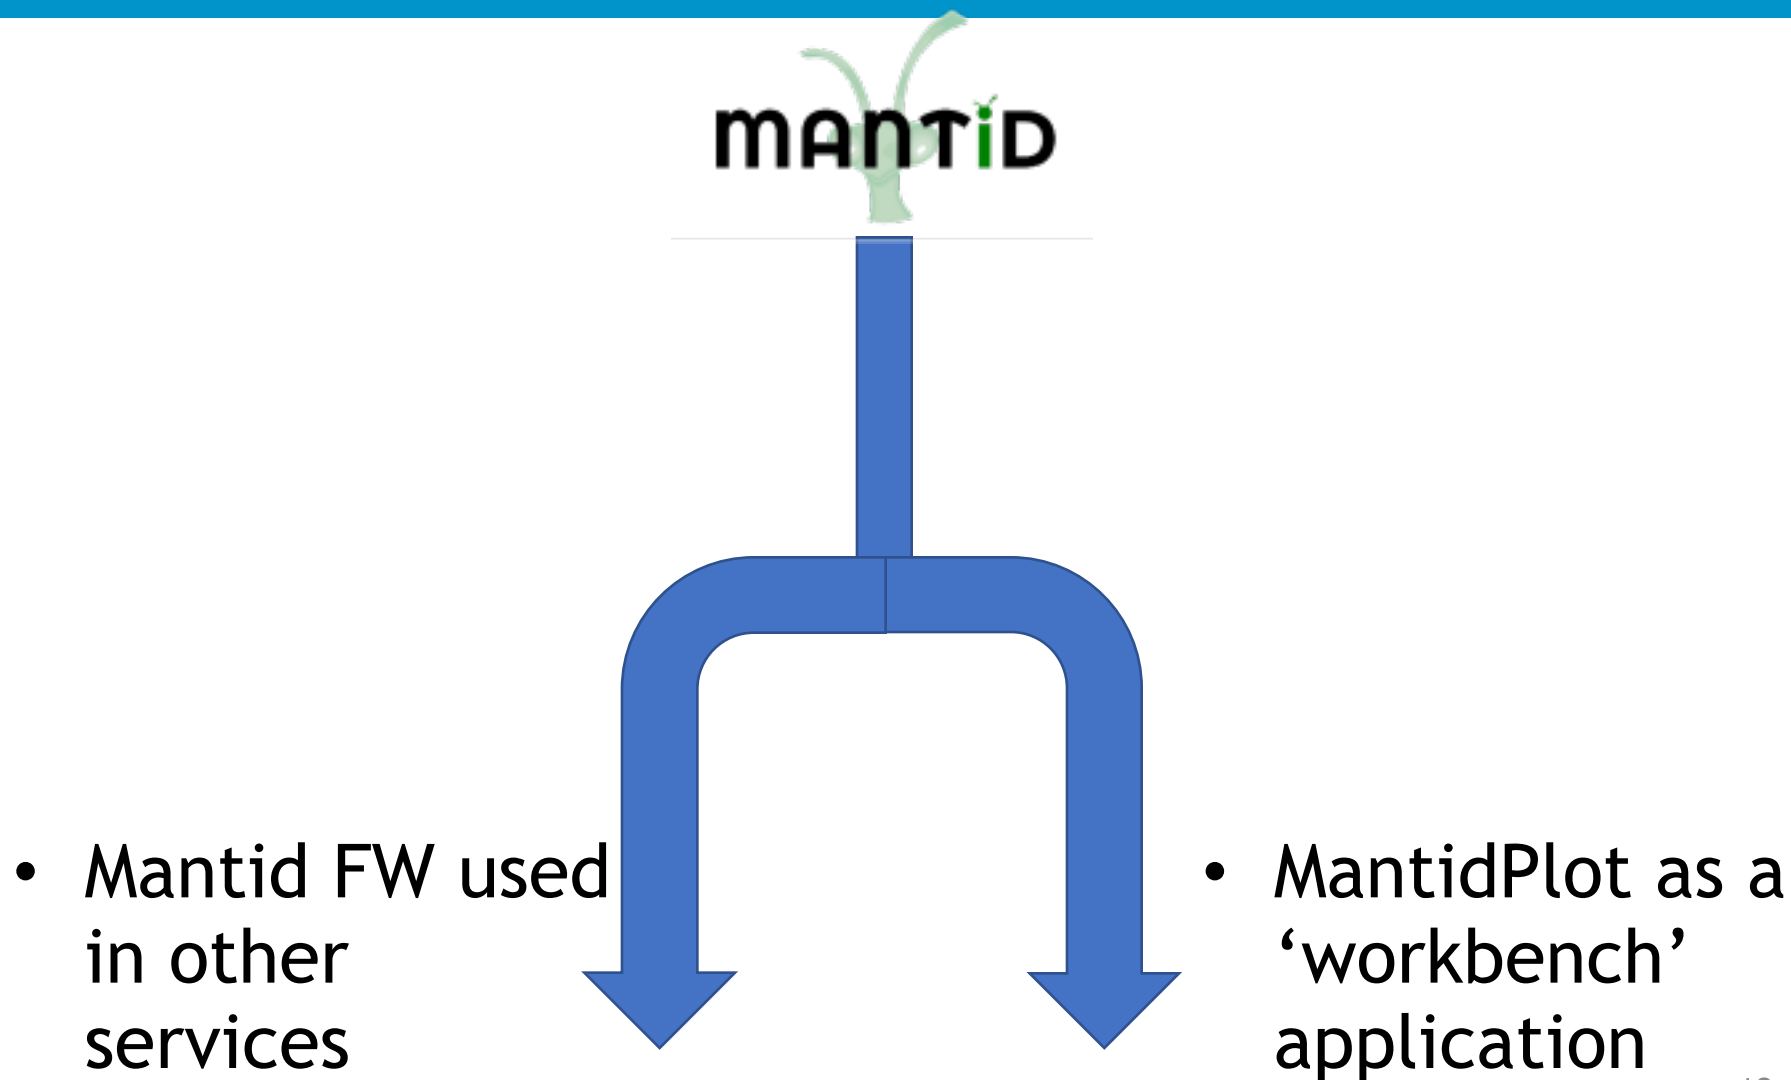 MANTiD
• Mantid FW used
in other
services
• MantidPlot as a
‘workbench’
application